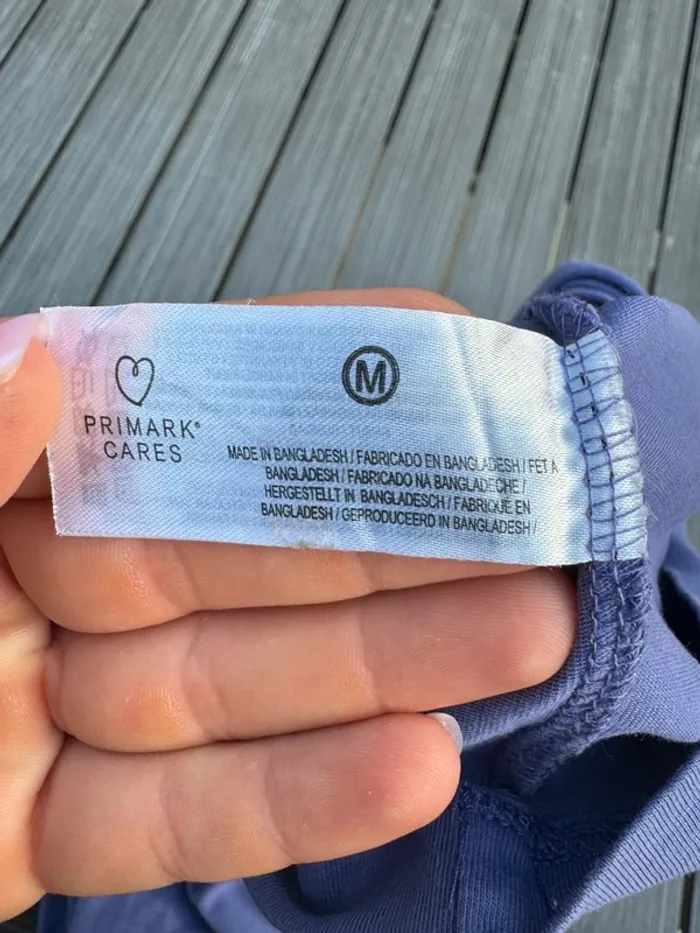 PRIMARK®
CARES
M
MADE IN BANGLADESH / FABRICADO EN BANGLADESH / FET A
BANGLADESH / FABRICADO NA BANGLADECHE /
HERGESTELLT IN BANGLADESCH / FABRIQUE EN
BANGLADESH / GEPRODUCEERD IN BANGLADESH /